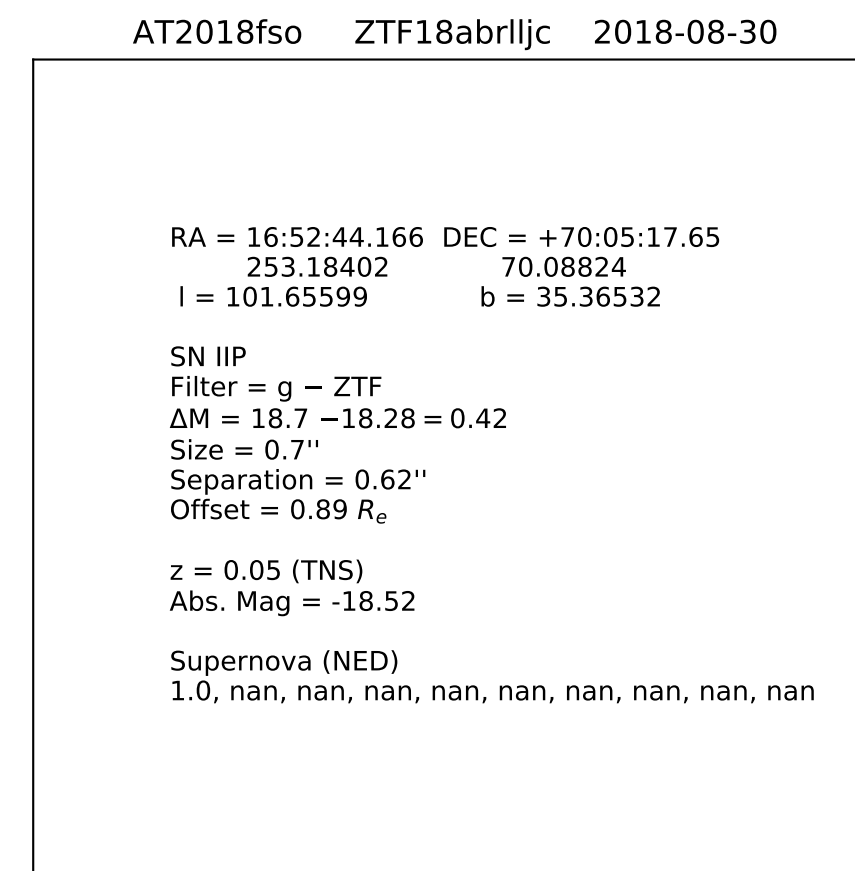 AT2018fso ZTF18abrlljc 2018-08-30
RA = 16:52:44.166 DEC = +70:05:17.65
253.18402 70.08824
l = 101.65599 b = 35.36532
SN IIP
Filter = g − ZTF
ΔM = 18.7 −18.28 = 0.42
Size = 0.7''
Separation = 0.62''
Offset = 0.89 Re
z = 0.05 (TNS)
Abs. Mag = -18.52
Supernova (NED)
1.0, nan, nan, nan, nan, nan, nan, nan, nan, nan